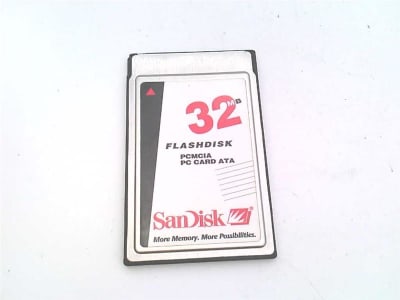 32MB
FLASHDISK
PCMCIA
PC CARD ATA
SanDisk
More Memory. More Possibilities.